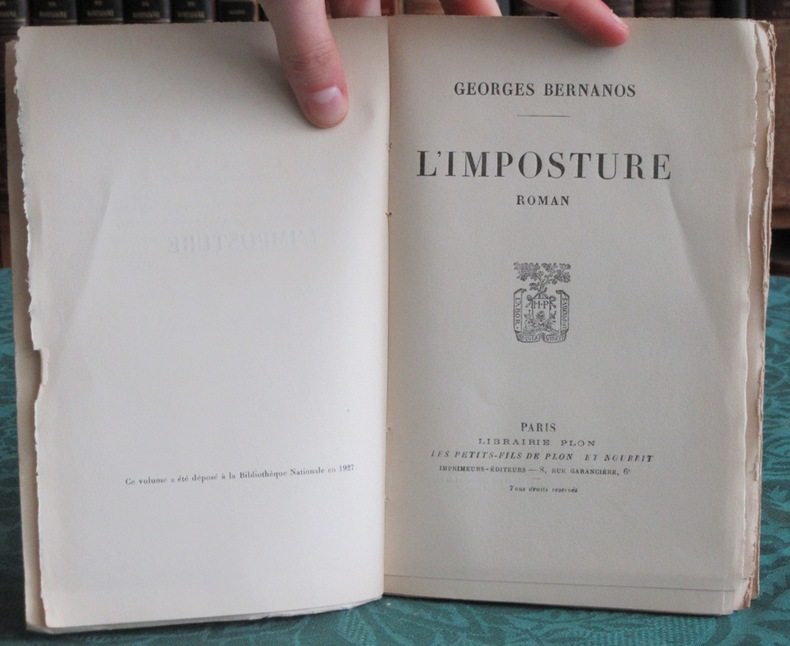 Ce volume a été déposé à la Bibliothèque Nationale en 1927
GEORGES BERNANOS
L'IMPOSTURE
ROMAN
H·P
LABOR
PARIS
LIBRAIRIE PLON
LES PETITS-FILS DE PLON ET NOURRIT
IMPRIMEURS-ÉDITEURS — 8, RUE GARANCIÈRE, 6e
Tous droits réservés